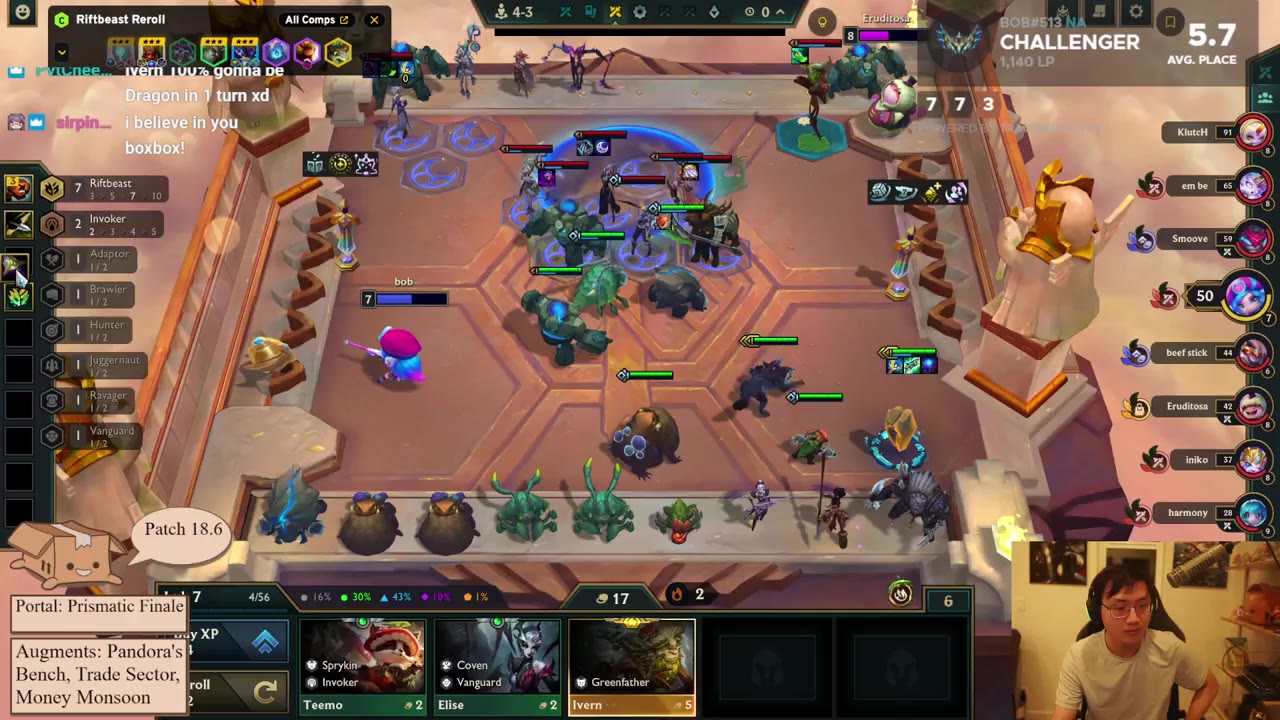 Riftbeast Reroll
All Comps
4-3
0
Ivern 100% gonna be
Dragon in 1 turn xd
sirpin...
i believe in you
boxbox!
Eruditosa
8
BOB#513 NA
CHALLENGER
1,140 LP
5.7
AVG. PLACE
7 7 3
KlutcH 91
em be 65
Smoove 59
50
beef stick 44
Eruditosa 42
iniko 37
harmony 28
7 Riftbeast
3 > 5 > 7 > 10
2 Invoker
2 > 3 > 4 > 5
1 Adaptor
1 / 2
1 Brawler
1 / 2
1 Hunter
1 / 2
1 Juggernaut
1 / 2
1 Ravager
1 / 2
1 Vanguard
1 / 2
bob
7
Patch 18.6
Portal: Prismatic Finale
Augments: Pandora's
Bench, Trade Sector,
Money Monsoon
4/56
16% 30% 43% 10% 1%
17
2
6
Sprykin
Invoker
Teemo 2
Coven
Vanguard
Elise 2
Greenfather
Ivern 5